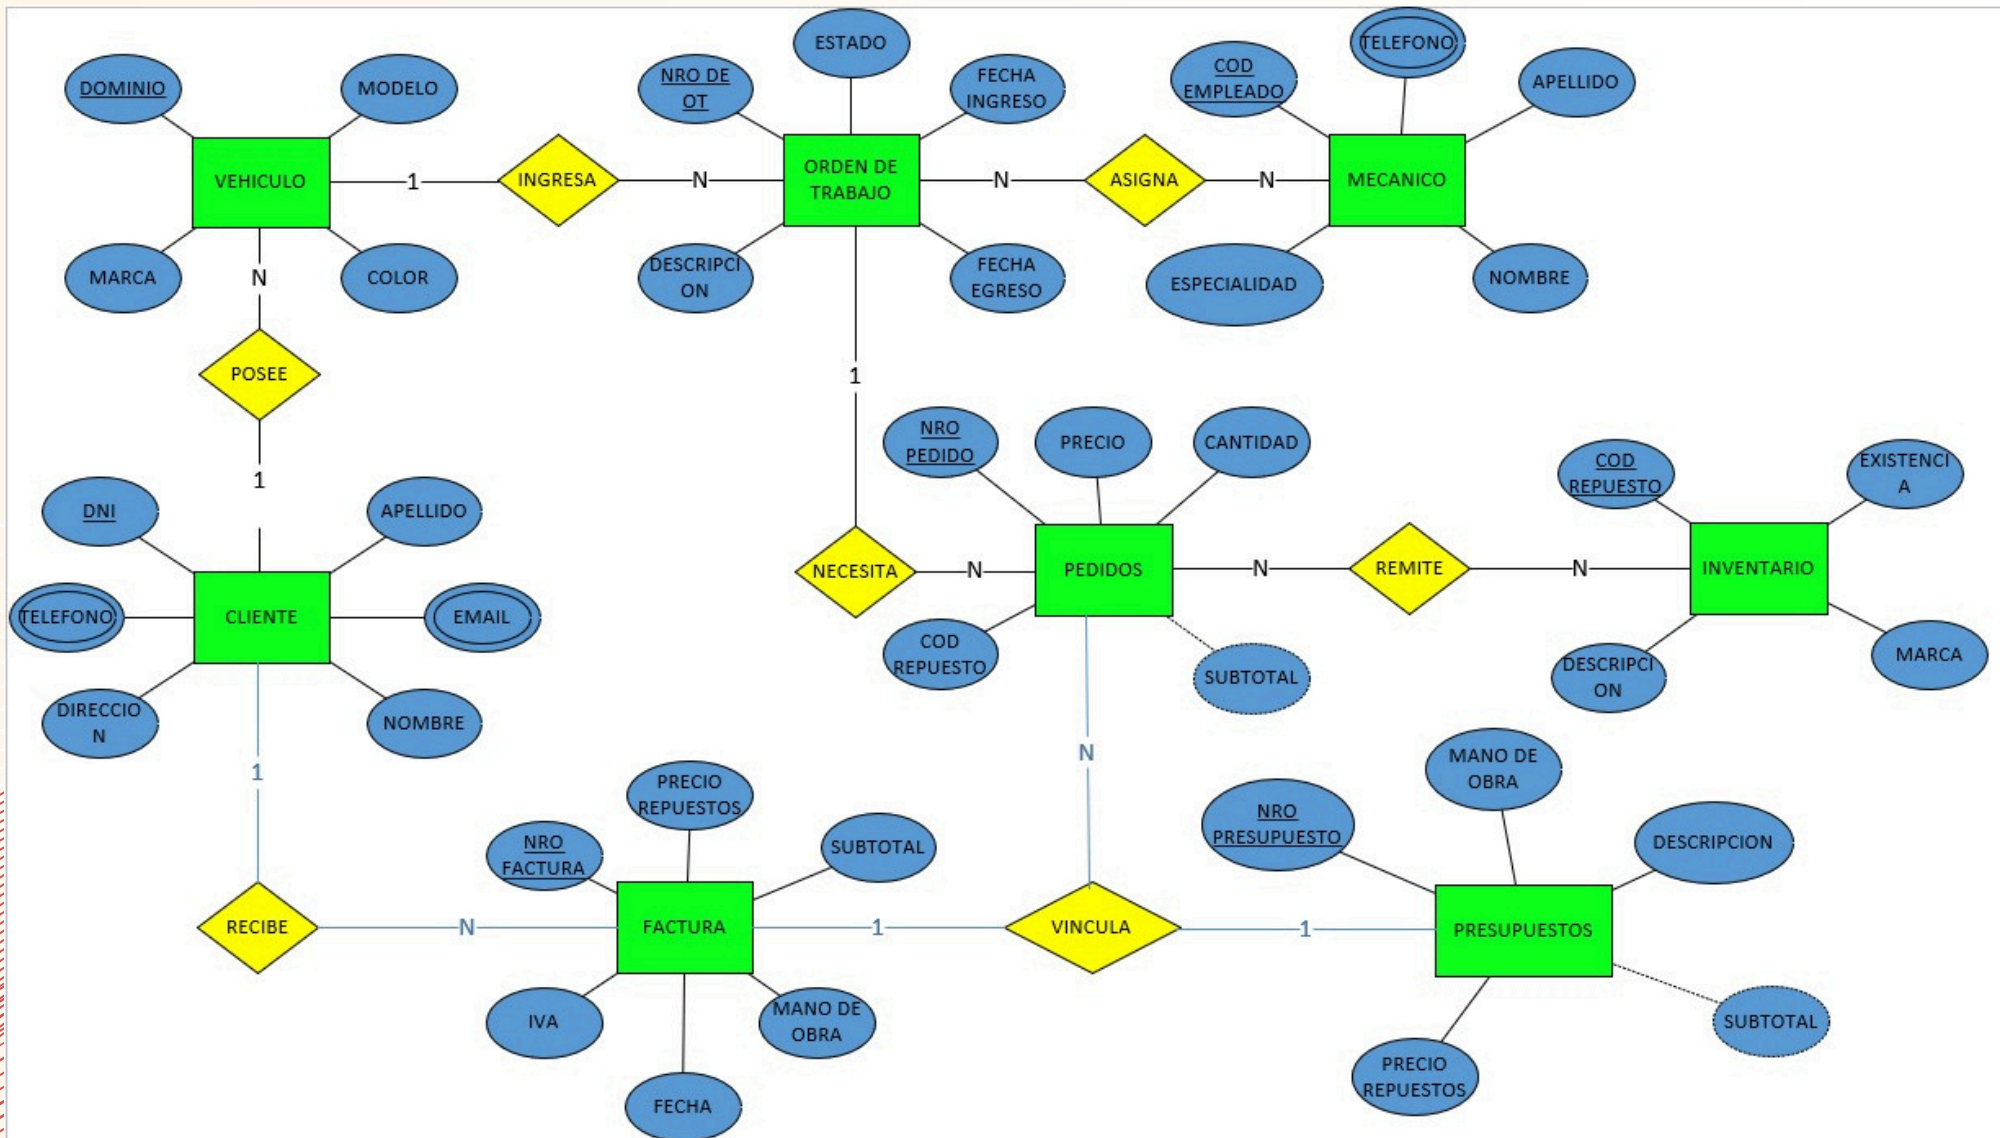 ESTADO
TELEFONO
DOMINIO
MODELO
NRO DE
OT
FECHA
INGRESO
COD
EMPLEADO
APELLIDO
VEHICULO
1
INGRESA
N
ORDEN DE
TRABAJO
N
ASIGNA
N
MECANICO
MARCA
N
COLOR
DESCRIPCI
ON
FECHA
EGRESO
ESPECIALIDAD
NOMBRE
POSEE
1
1
NRO
PEDIDO
PRECIO
CANTIDAD
COD
REPUESTO
EXISTENCI
A
DNI
APELLIDO
NECESITA
N
PEDIDOS
N
REMITE
N
INVENTARIO
TELEFONO
CLIENTE
EMAIL
COD
REPUESTO
SUBTOTAL
DESCRIPCI
ON
MARCA
DIRECCIO
N
NOMBRE
1
N
PRECIO
REPUESTOS
MANO DE
OBRA
NRO
FACTURA
SUBTOTAL
NRO
PRESUPUESTO
DESCRIPCION
RECIBE
N
FACTURA
1
VINCULA
1
PRESUPUESTOS
IVA
MANO DE
OBRA
SUBTOTAL
FECHA
PRECIO
REPUESTOS